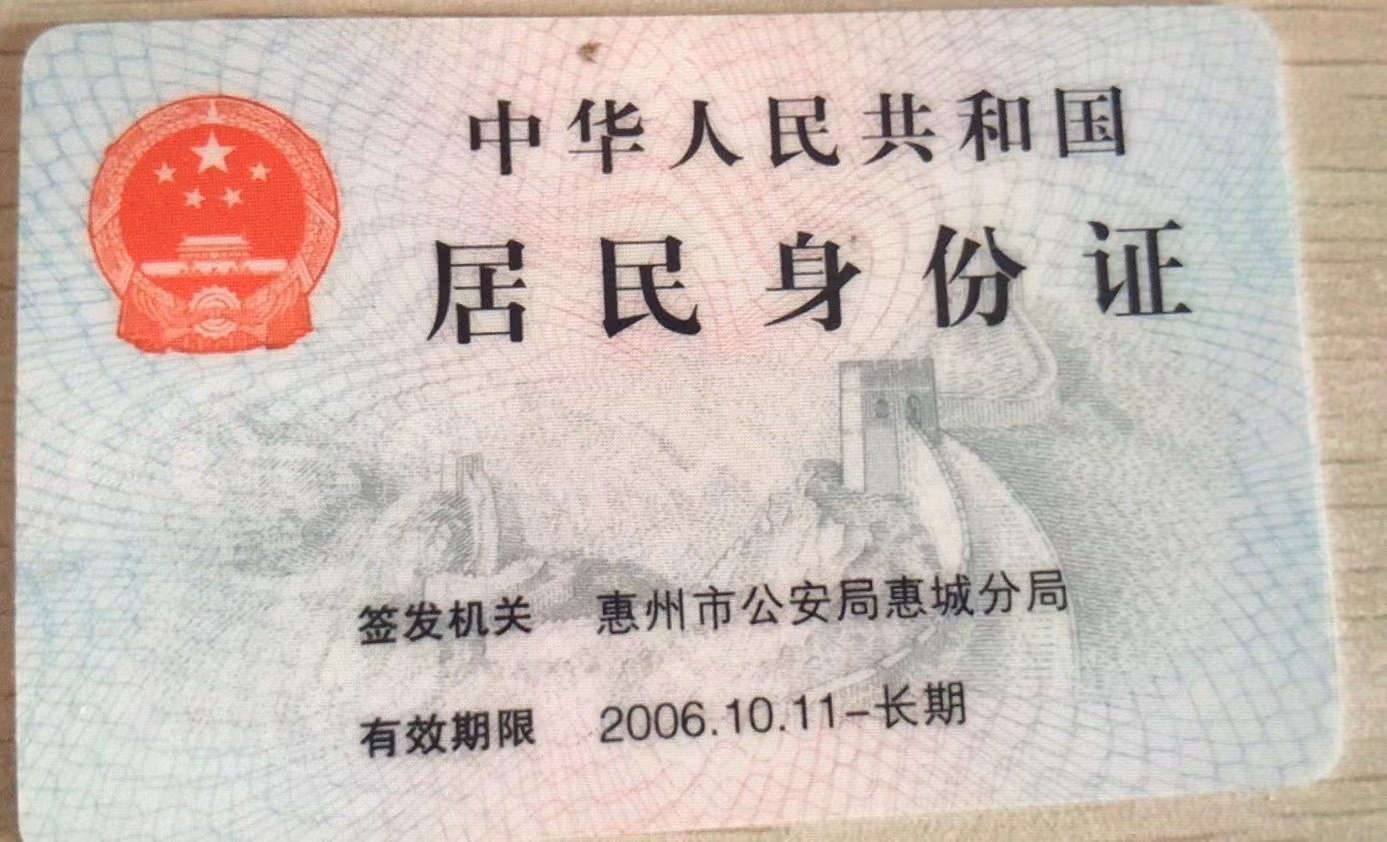 中华人民共和国
居民身份证
签发机关 惠州市公安局惠城分局
有效期限 2006.10.11-长期